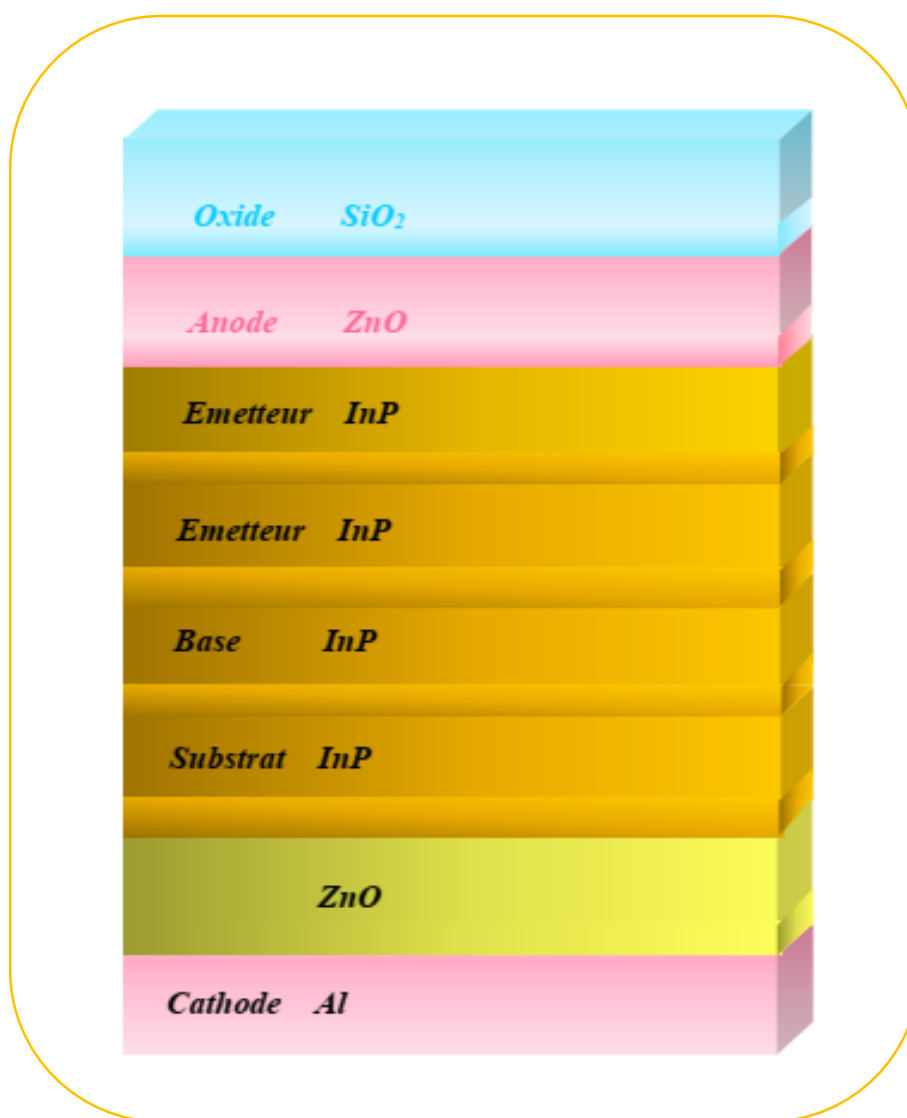 Oxide SiO₂
Anode ZnO
Emetteur InP
Emetteur InP
Base InP
Substrat InP
ZnO
Cathode Al